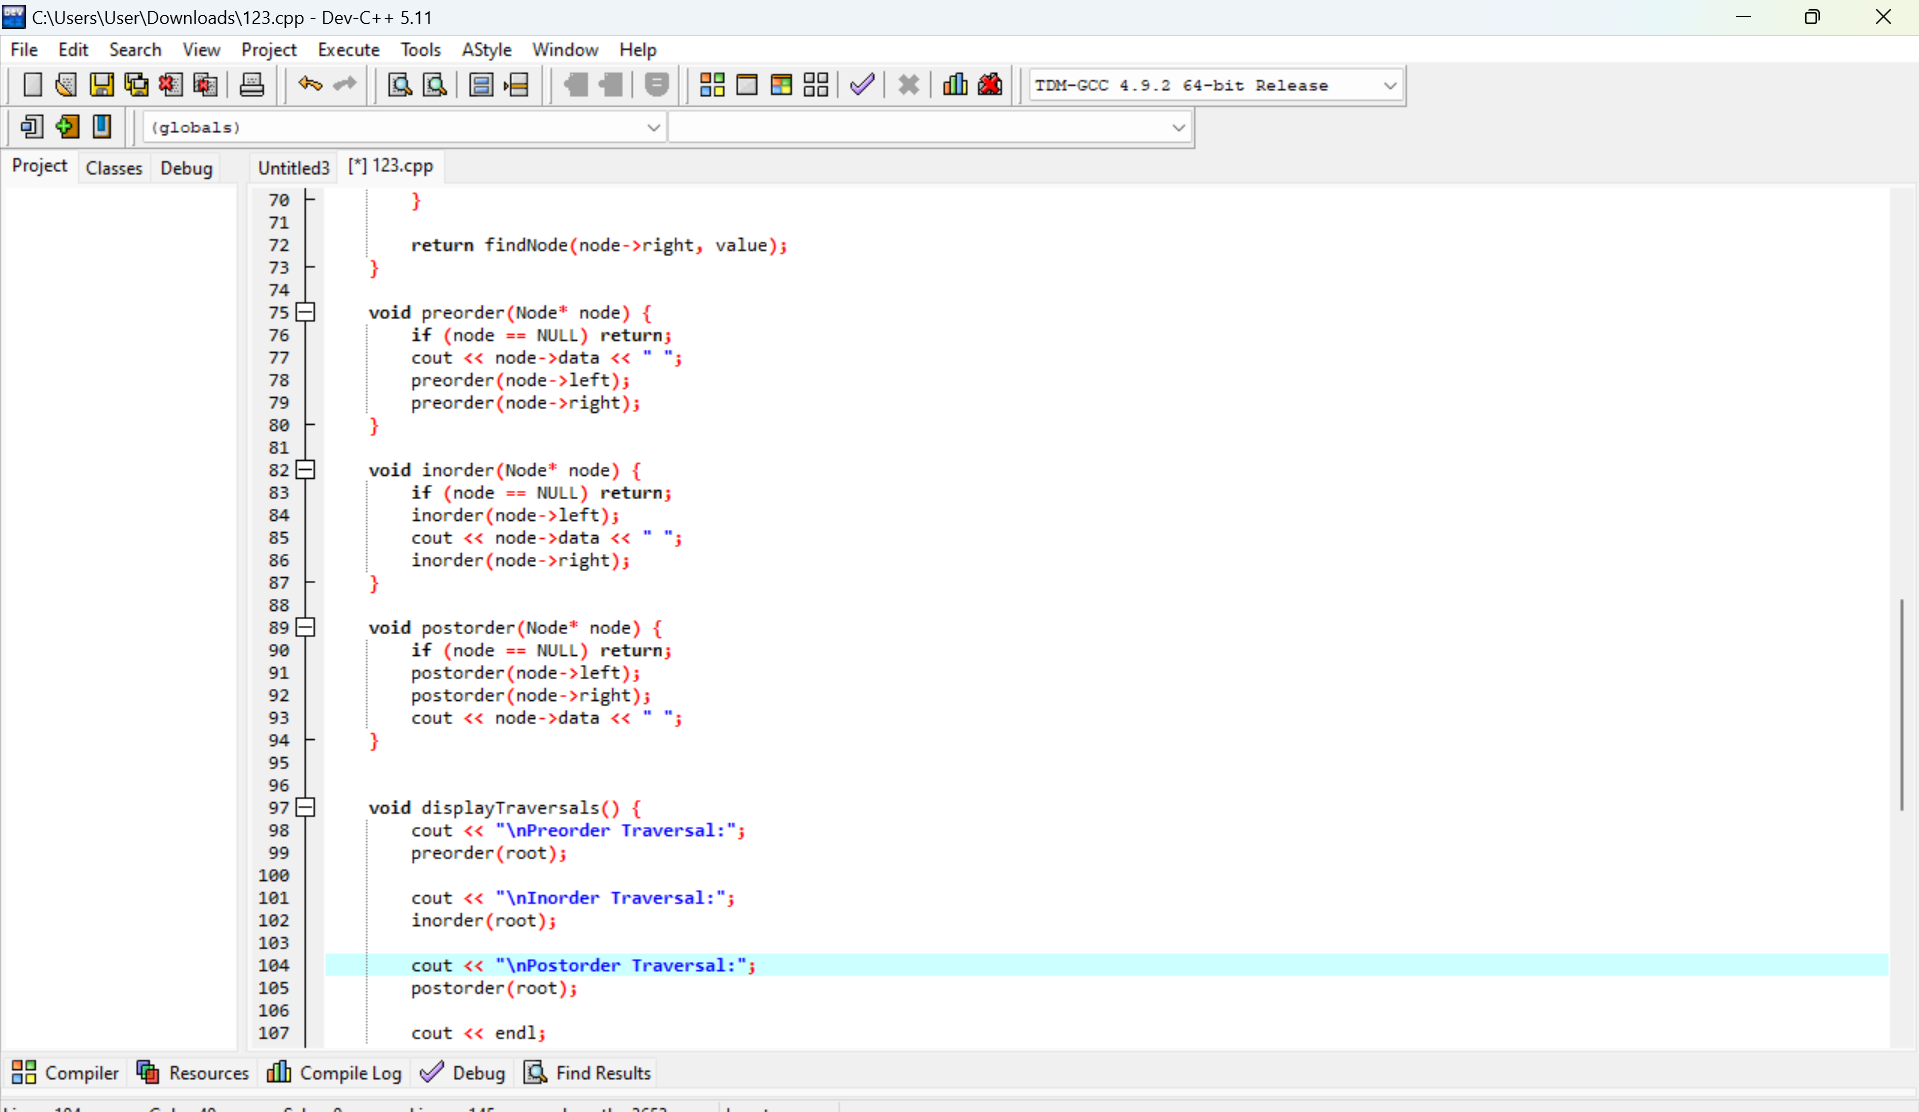 C:\Users\User\Downloads\123.cpp - Dev-C++ 5.11
File Edit Search View Project Execute Tools AStyle Window Help
TDM-GCC 4.9.2 64-bit Release
(globals)
Project Classes Debug Untitled3 [*] 123.cpp
70 }
71
72 return findNode(node->right, value);
73 }
74
75 void preorder(Node* node) {
76 if (node == NULL) return;
77 cout << node->data << " ";
78 preorder(node->left);
79 preorder(node->right);
80 }
81
82 void inorder(Node* node) {
83 if (node == NULL) return;
84 inorder(node->left);
85 cout << node->data << " ";
86 inorder(node->right);
87 }
88
89 void postorder(Node* node) {
90 if (node == NULL) return;
91 postorder(node->left);
92 postorder(node->right);
93 cout << node->data << " ";
94 }
95
96
97 void displayTraversals() {
98 cout << "\nPreorder Traversal:";
99 preorder(root);
100
101 cout << "\nInorder Traversal:";
102 inorder(root);
103
104 cout << "\nPostorder Traversal:";
105 postorder(root);
106
107 cout << endl;
Compiler Resources Compile Log Debug Find Results